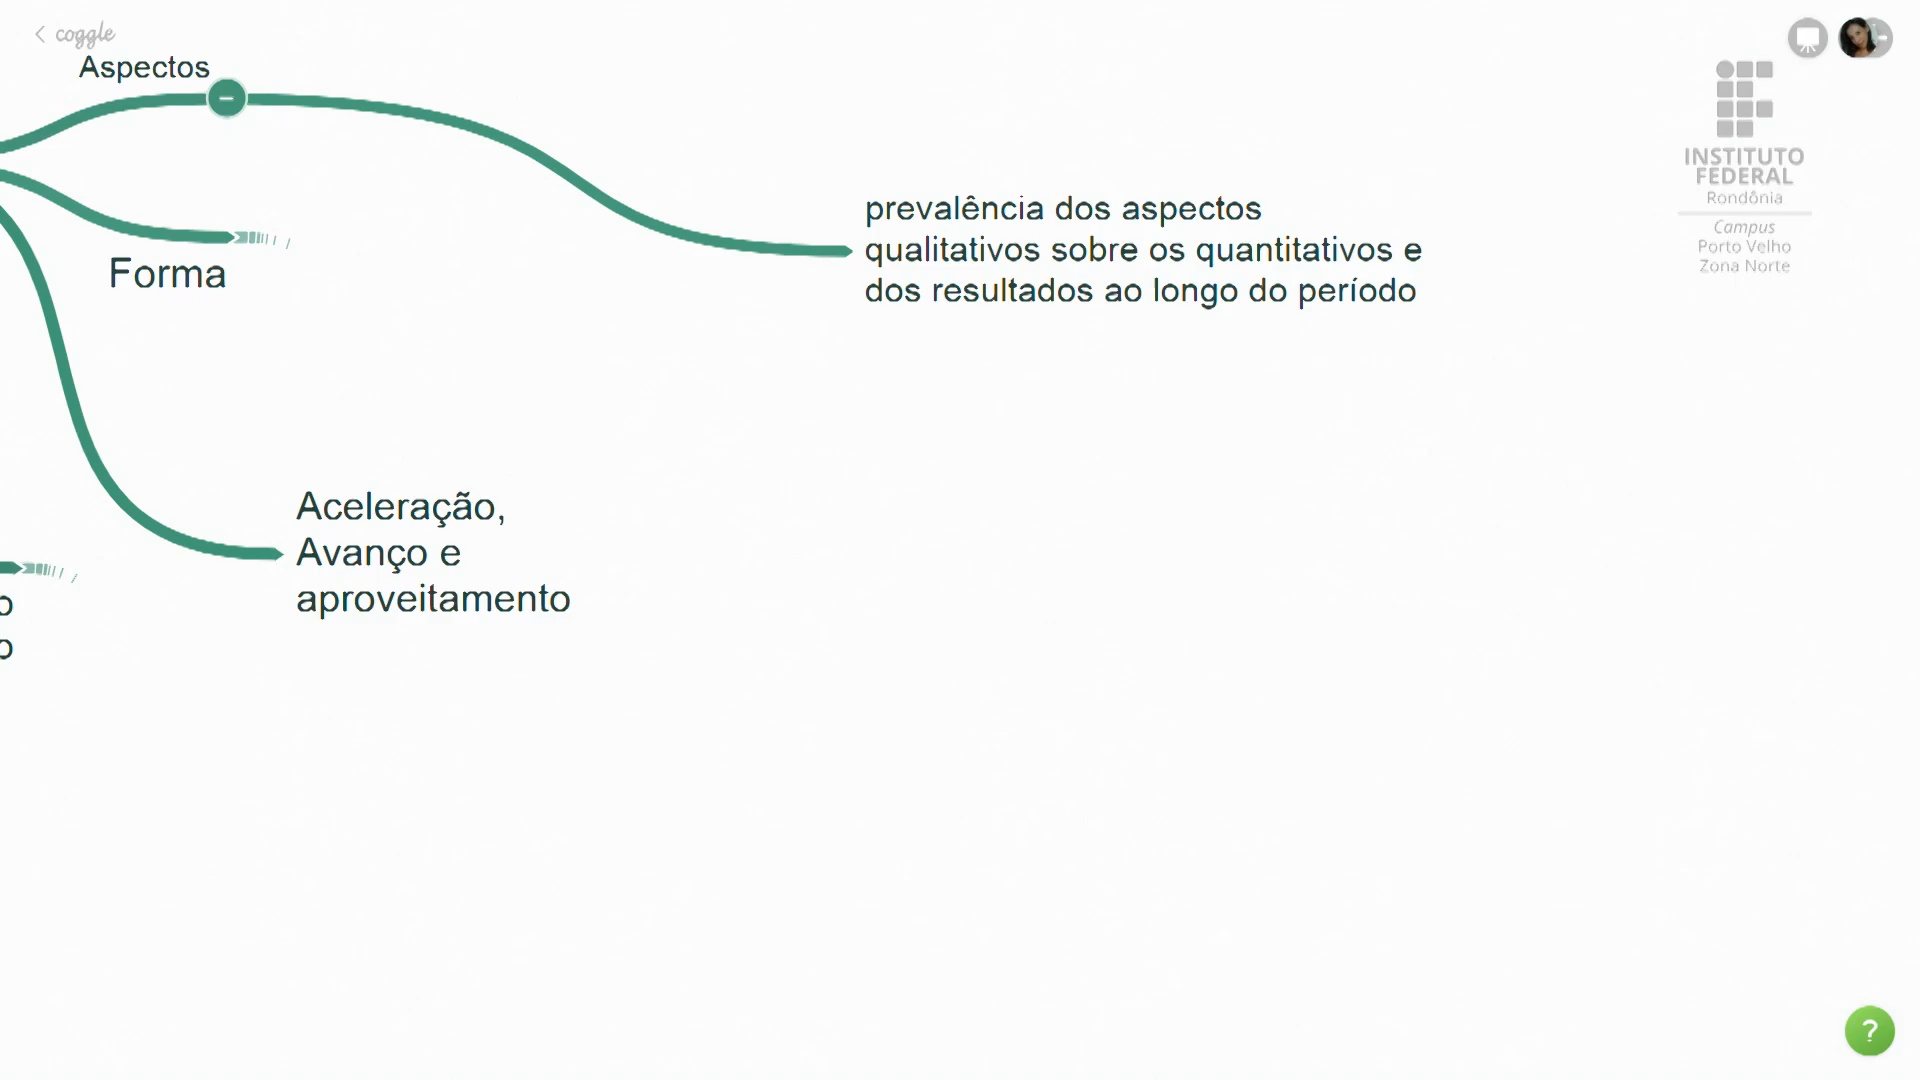 coggle
Aspectos
Forma
prevalência dos aspectos
qualitativos sobre os quantitativos e
dos resultados ao longo do período
Aceleração,
Avanço e
aproveitamento
o
o
INSTITUTO
FEDERAL
Rondônia
Campus
Porto Velho
Zona Norte
?